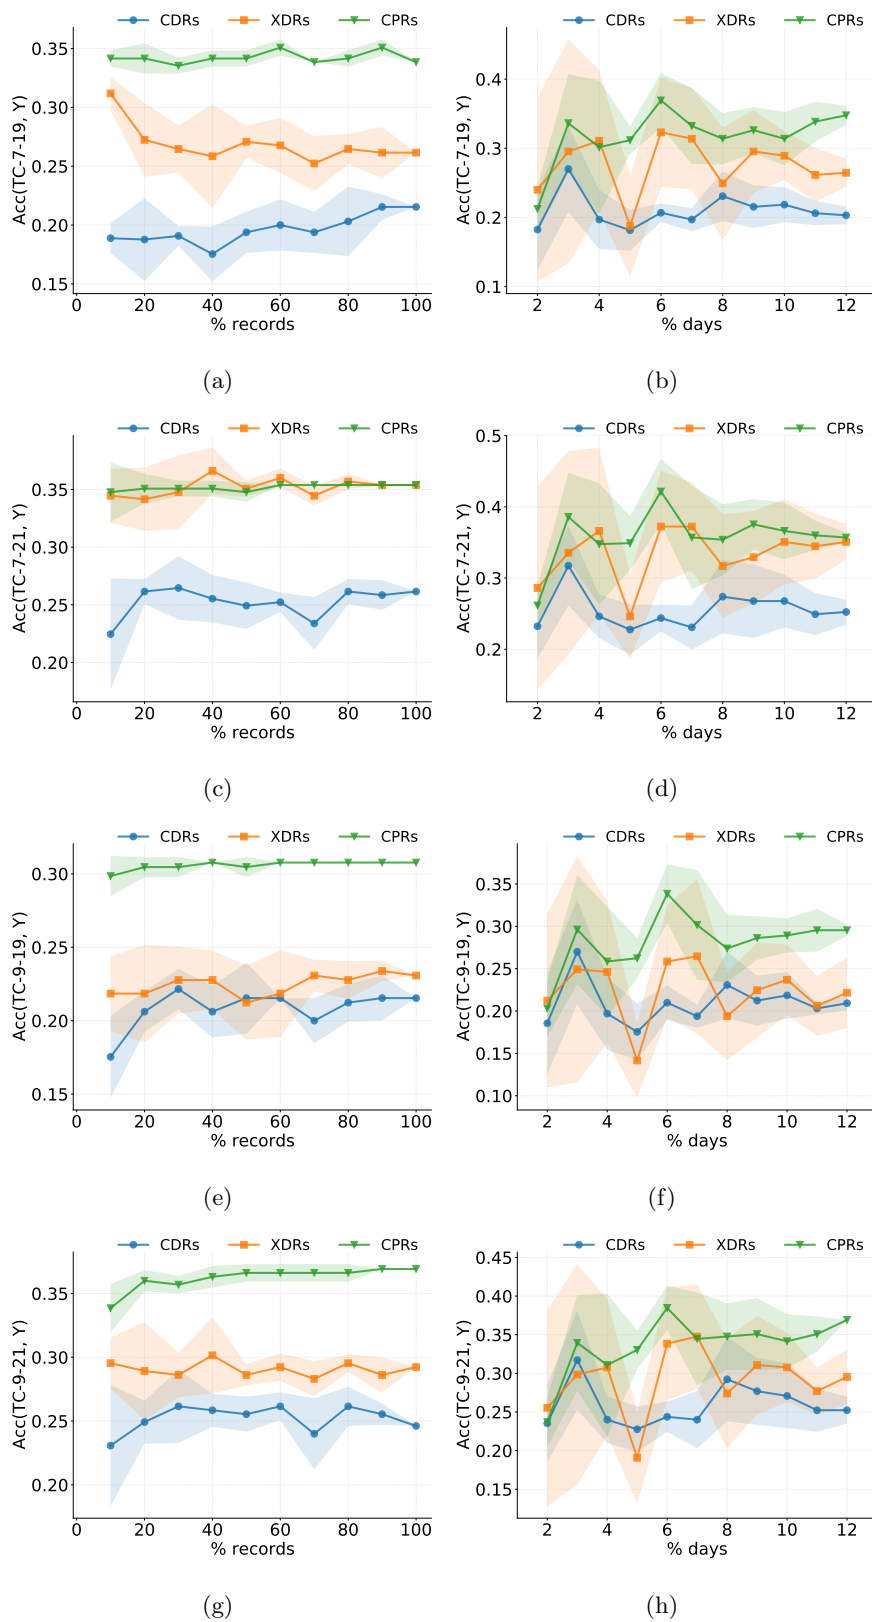 CDRs XDRs CPRs
Acc(TC-7-19, Y)
0.35
0.30
0.25
0.20
0.15
0 20 40 60 80 100
% records
(a)
CDRs XDRs CPRs
Acc(TC-7-19, Y)
0.4
0.3
0.2
0.1
2 4 6 8 10 12
% days
(b)
CDRs XDRs CPRs
Acc(TC-7-21, Y)
0.35
0.30
0.25
0.20
0 20 40 60 80 100
% records
(c)
CDRs XDRs CPRs
Acc(TC-7-21, Y)
0.5
0.4
0.3
0.2
2 4 6 8 10 12
% days
(d)
CDRs XDRs CPRs
Acc(TC-9-19, Y)
0.30
0.25
0.20
0.15
0 20 40 60 80 100
% records
(e)
CDRs XDRs CPRs
Acc(TC-9-19, Y)
0.35
0.30
0.25
0.20
0.15
0.10
2 4 6 8 10 12
% days
(f)
CDRs XDRs CPRs
Acc(TC-9-21, Y)
0.35
0.30
0.25
0.20
0 20 40 60 80 100
% records
(g)
CDRs XDRs CPRs
Acc(TC-9-21, Y)
0.45
0.40
0.35
0.30
0.25
0.20
0.15
2 4 6 8 10 12
% days
(h)